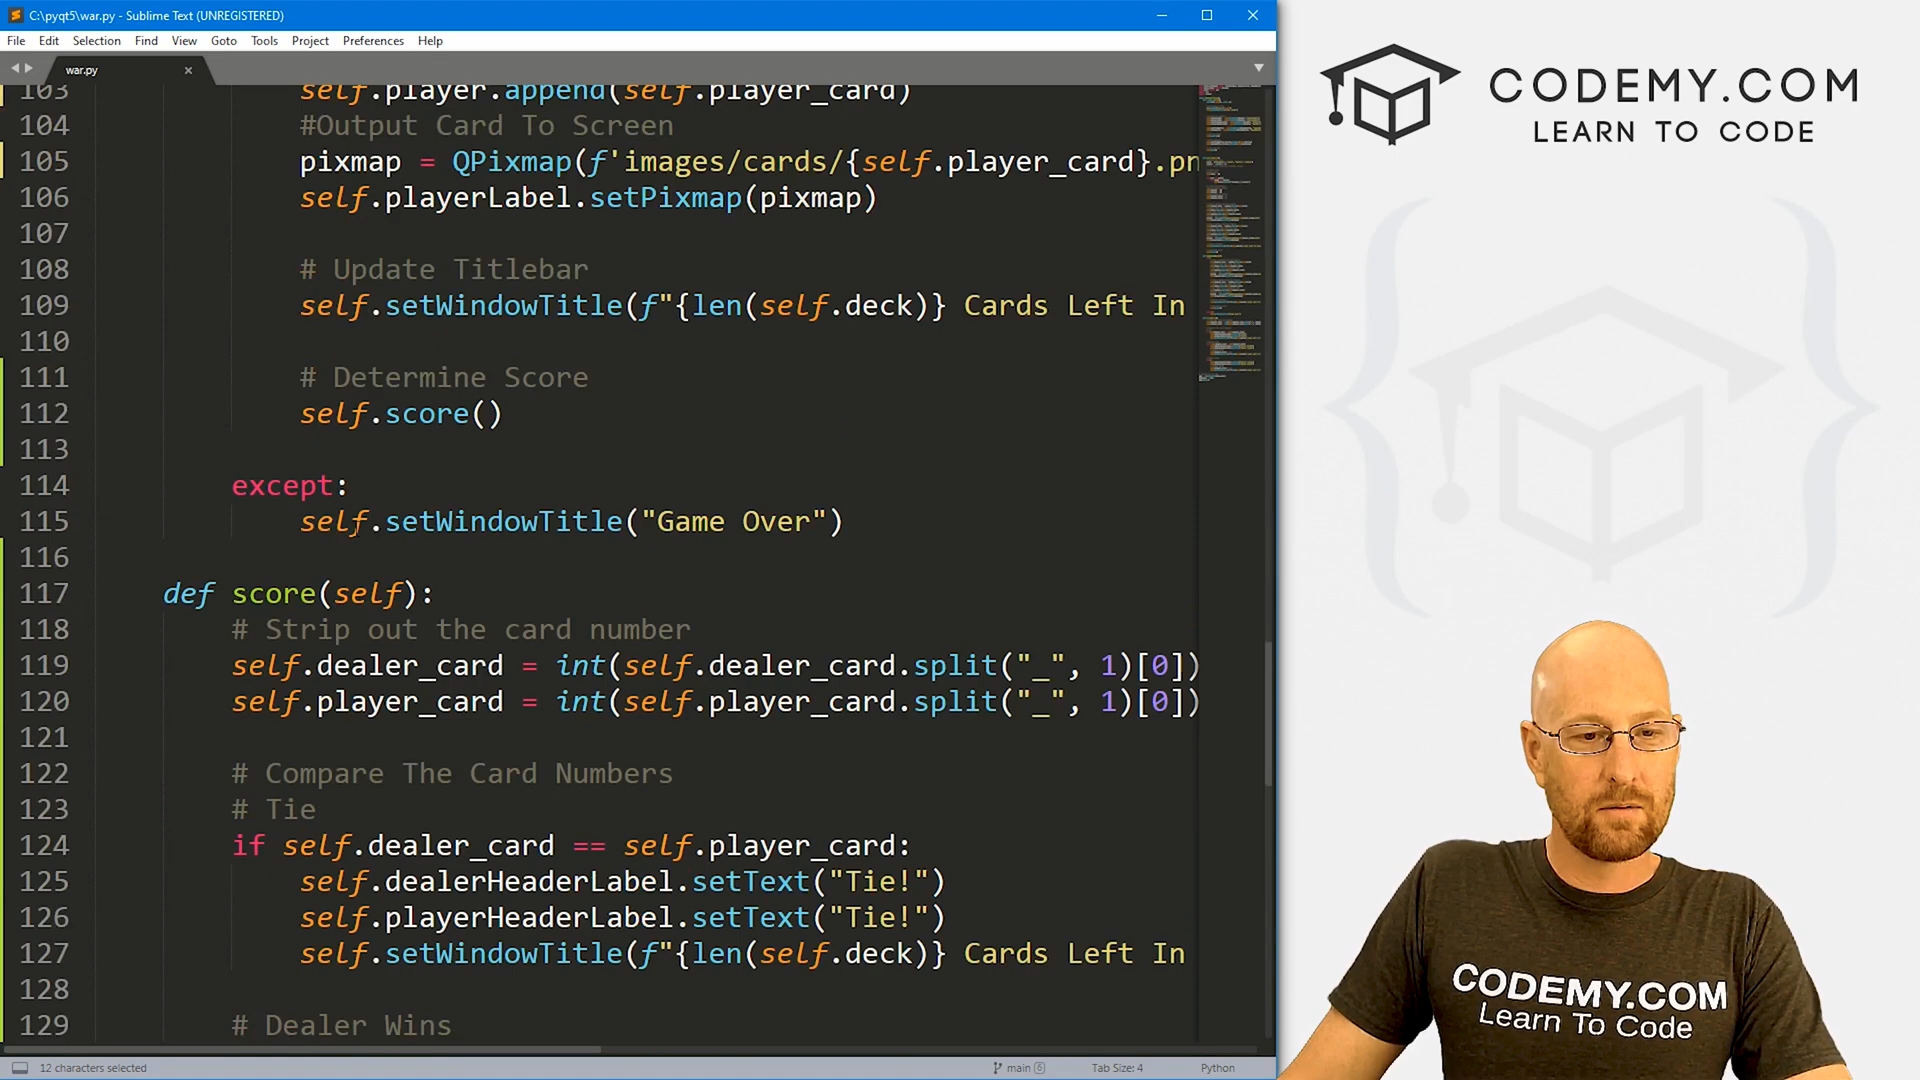 C:\pyqt5\war.py - Sublime Text (UNREGISTERED)
File Edit Selection Find View Goto Tools Project Preferences Help
war.py
103 self.player.append(self.player_card)
104 #Output Card To Screen
105 pixmap = QPixmap(f'images/cards/{self.player_card}.pn
106 self.playerLabel.setPixmap(pixmap)
107
108 # Update Titlebar
109 self.setWindowTitle(f"{len(self.deck)} Cards Left In
110
111 # Determine Score
112 self.score()
113
114 except:
115 self.setWindowTitle("Game Over")
116
117 def score(self):
118 # Strip out the card number
119 self.dealer_card = int(self.dealer_card.split("_", 1)[0])
120 self.player_card = int(self.player_card.split("_", 1)[0])
121
122 # Compare The Card Numbers
123 # Tie
124 if self.dealer_card == self.player_card:
125 self.dealerHeaderLabel.setText("Tie!")
126 self.playerHeaderLabel.setText("Tie!")
127 self.setWindowTitle(f"{len(self.deck)} Cards Left In
128
129 # Dealer Wins
12 characters selected
main 6
Tab Size: 4
Python
CODEMY.COM
LEARN TO CODE
CODEMY.COM
Learn To Code